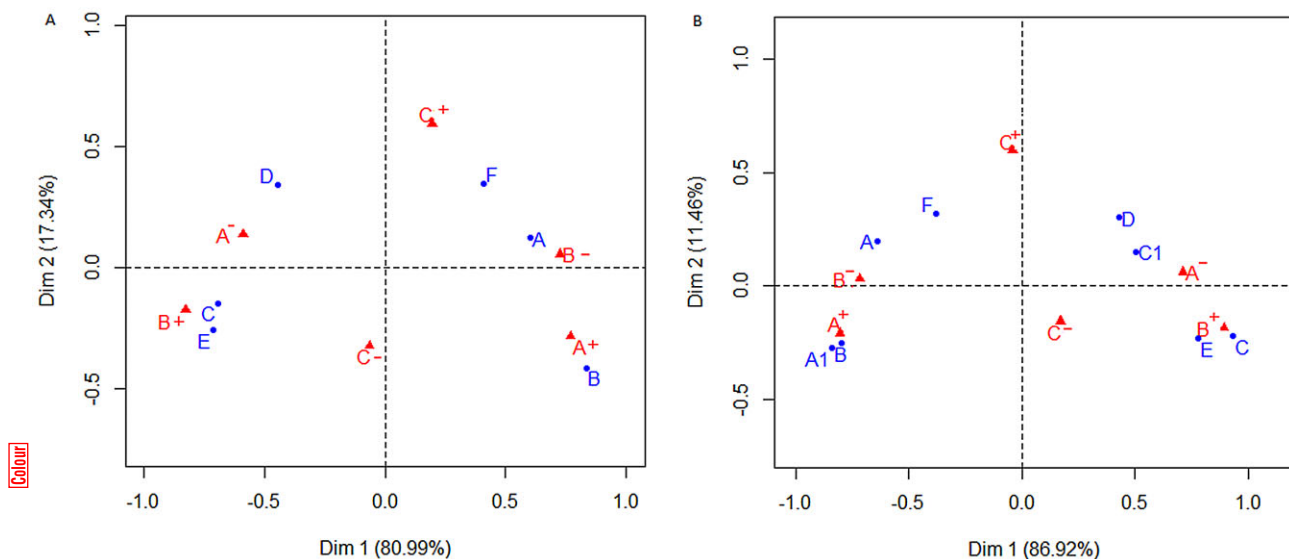 A
Dim 2 (17.34%)
1.0
0.5
0.0
-0.5
C +
D
F
A -
A
B -
C
B +
E
C -
A +
B
-1.0 -0.5 0.0 0.5 1.0
Dim 1 (80.99%)
Colour
B
Dim 2 (11.46%)
1.0
0.5
0.0
-0.5
C +
F
D
A
C1
B -
A -
A +
B +
C -
A1 B
E C
-1.0 -0.5 0.0 0.5 1.0
Dim 1 (86.92%)